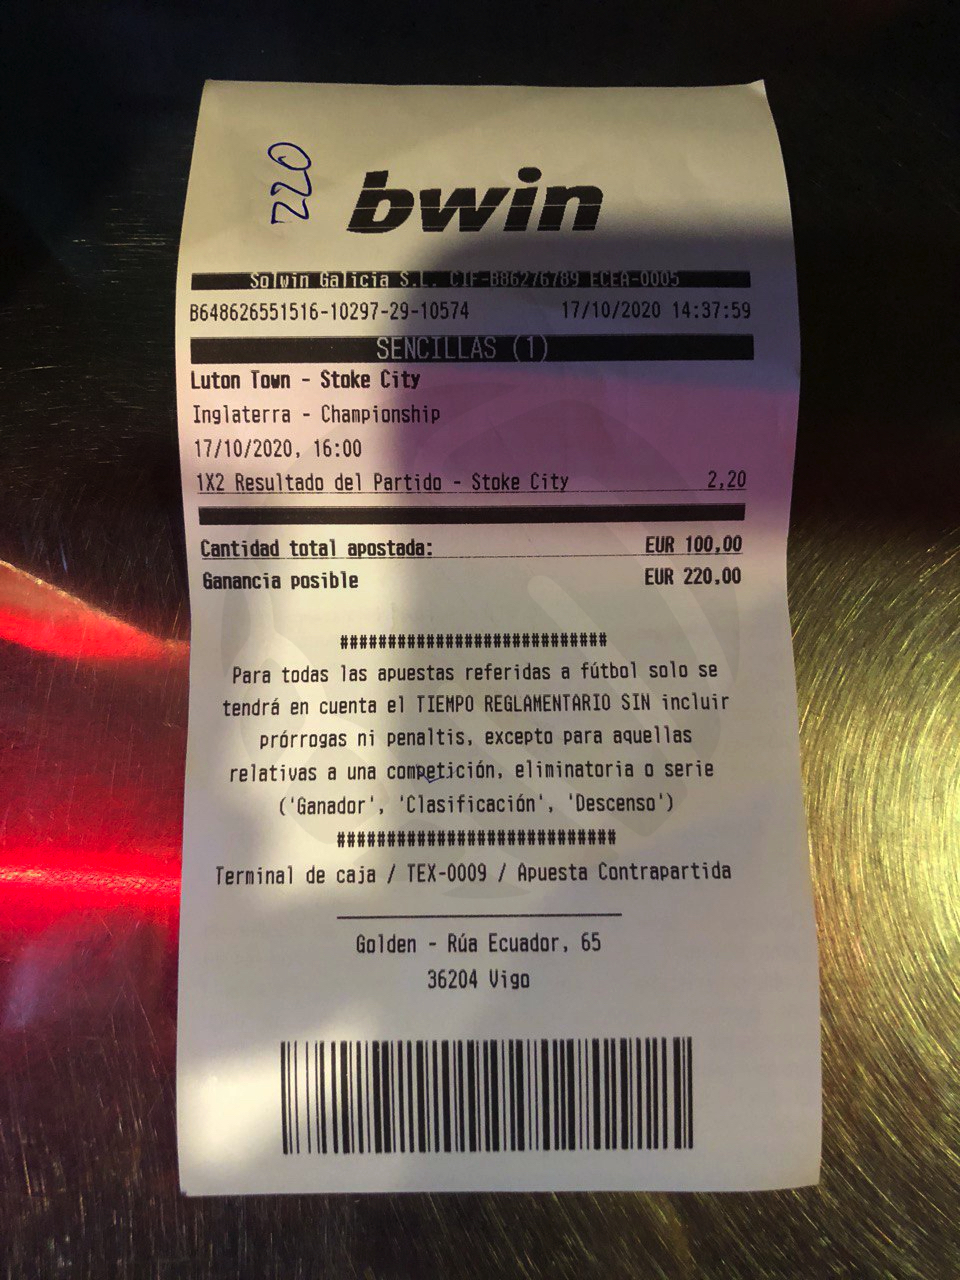 220
bwin
Solwin Galicia S.L. CIF-B86276789 ECEA-0005
B648626551516-10297-29-10574 17/10/2020 14:37:59
SENCILLAS (1)
Luton Town - Stoke City
Inglaterra - Championship
17/10/2020, 16:00
1X2 Resultado del Partido - Stoke City 2,20
Cantidad total apostada: EUR 100,00
Ganancia posible EUR 220,00
############################
Para todas las apuestas referidas a fútbol solo se
tendrá en cuenta el TIEMPO REGLAMENTARIO SIN incluir
prórrogas ni penaltis, excepto para aquellas
relativas a una competición, eliminatoria o serie
('Ganador', 'Clasificación', 'Descenso')
#############################
Terminal de caja / TEX-0009 / Apuesta Contrapartida
Golden - Rúa Ecuador, 65
36204 Vigo